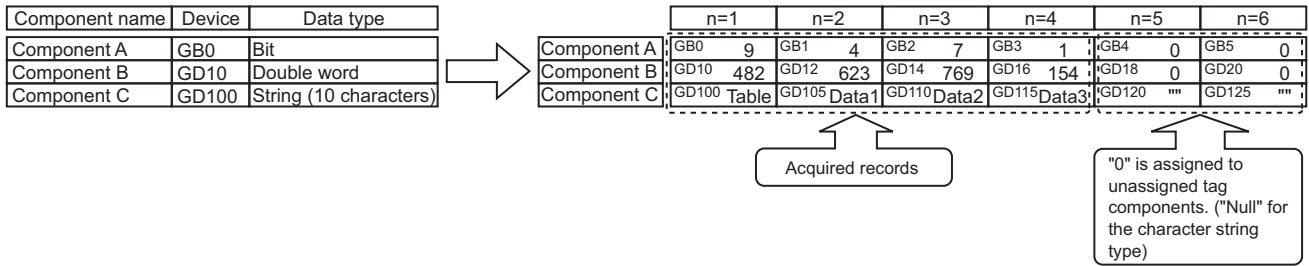 Component name Device Data type
Component A GB0 Bit
Component B GD10 Double word
Component C GD100 String (10 characters)
n=1 n=2 n=3 n=4 n=5 n=6
Component A GB0 9 GB1 4 GB2 7 GB3 1 GB4 0 GB5 0
Component B GD10 482 GD12 623 GD14 769 GD16 154 GD18 0 GD20 0
Component C GD100 Table GD105 Data1 GD110 Data2 GD115 Data3 GD120 "" GD125 ""
Acquired records
"0" is assigned to
unassigned tag
components. ("Null" for
the character string
type)